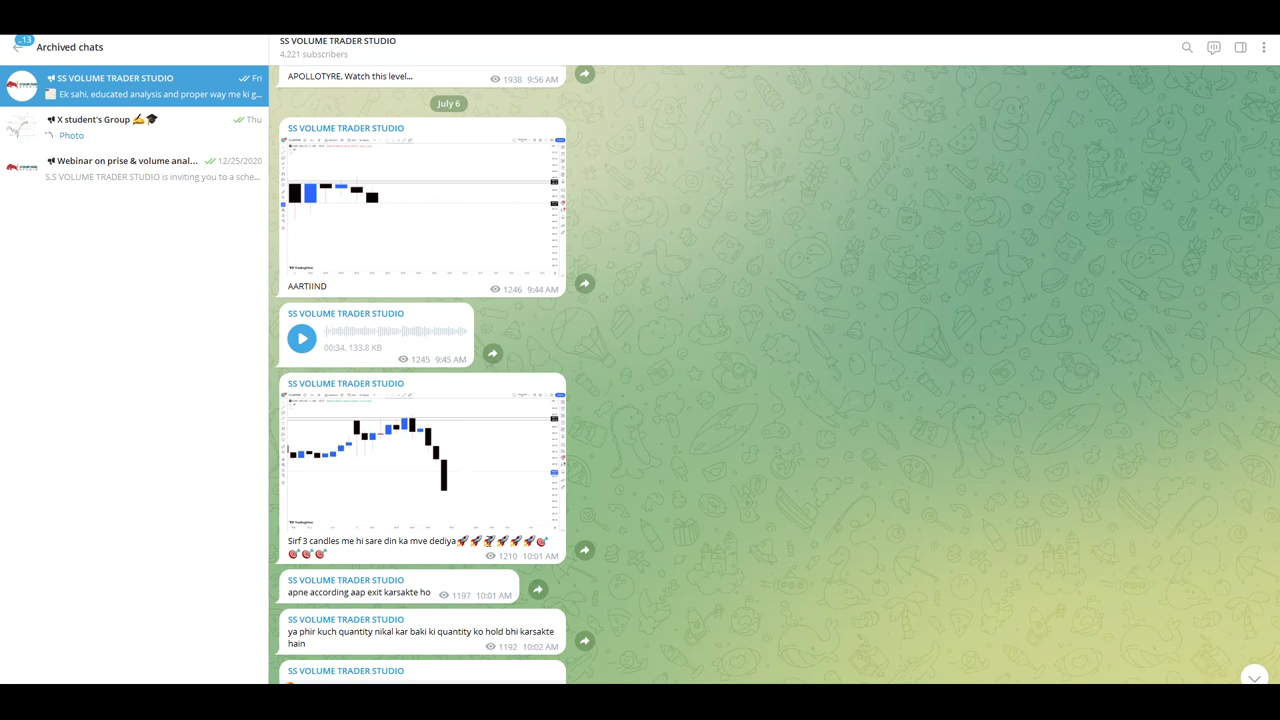 ..13
Archived chats
SS VOLUME TRADER STUDIO
Fri
Ek sahi, educated analysis and proper way me ki g...
X student's Group ✍🎓
Thu
Photo
Webinar on prise & volume anal...
12/25/2020
S.S VOLUME TRADER STUDIO is inviting you to a sche...
SS VOLUME TRADER STUDIO
4,221 subscribers
APOLLOTYRE, Watch this level...
1938 9:56 AM
July 6
SS VOLUME TRADER STUDIO
TradingView
AARTIIND
1246 9:44 AM
SS VOLUME TRADER STUDIO
00:34, 133.8 KB
1245 9:45 AM
SS VOLUME TRADER STUDIO
TradingView
Sirf 3 candles me hi sare din ka mve dediya🚀🚀🚀🚀🚀🚀🎯
🎯🎯🎯
1210 10:01 AM
SS VOLUME TRADER STUDIO
apne according aap exit karsakte ho
1197 10:01 AM
SS VOLUME TRADER STUDIO
ya phir kuch quantity nikal kar baki ki quantity ko hold bhi karsakte
hain
1192 10:02 AM
SS VOLUME TRADER STUDIO